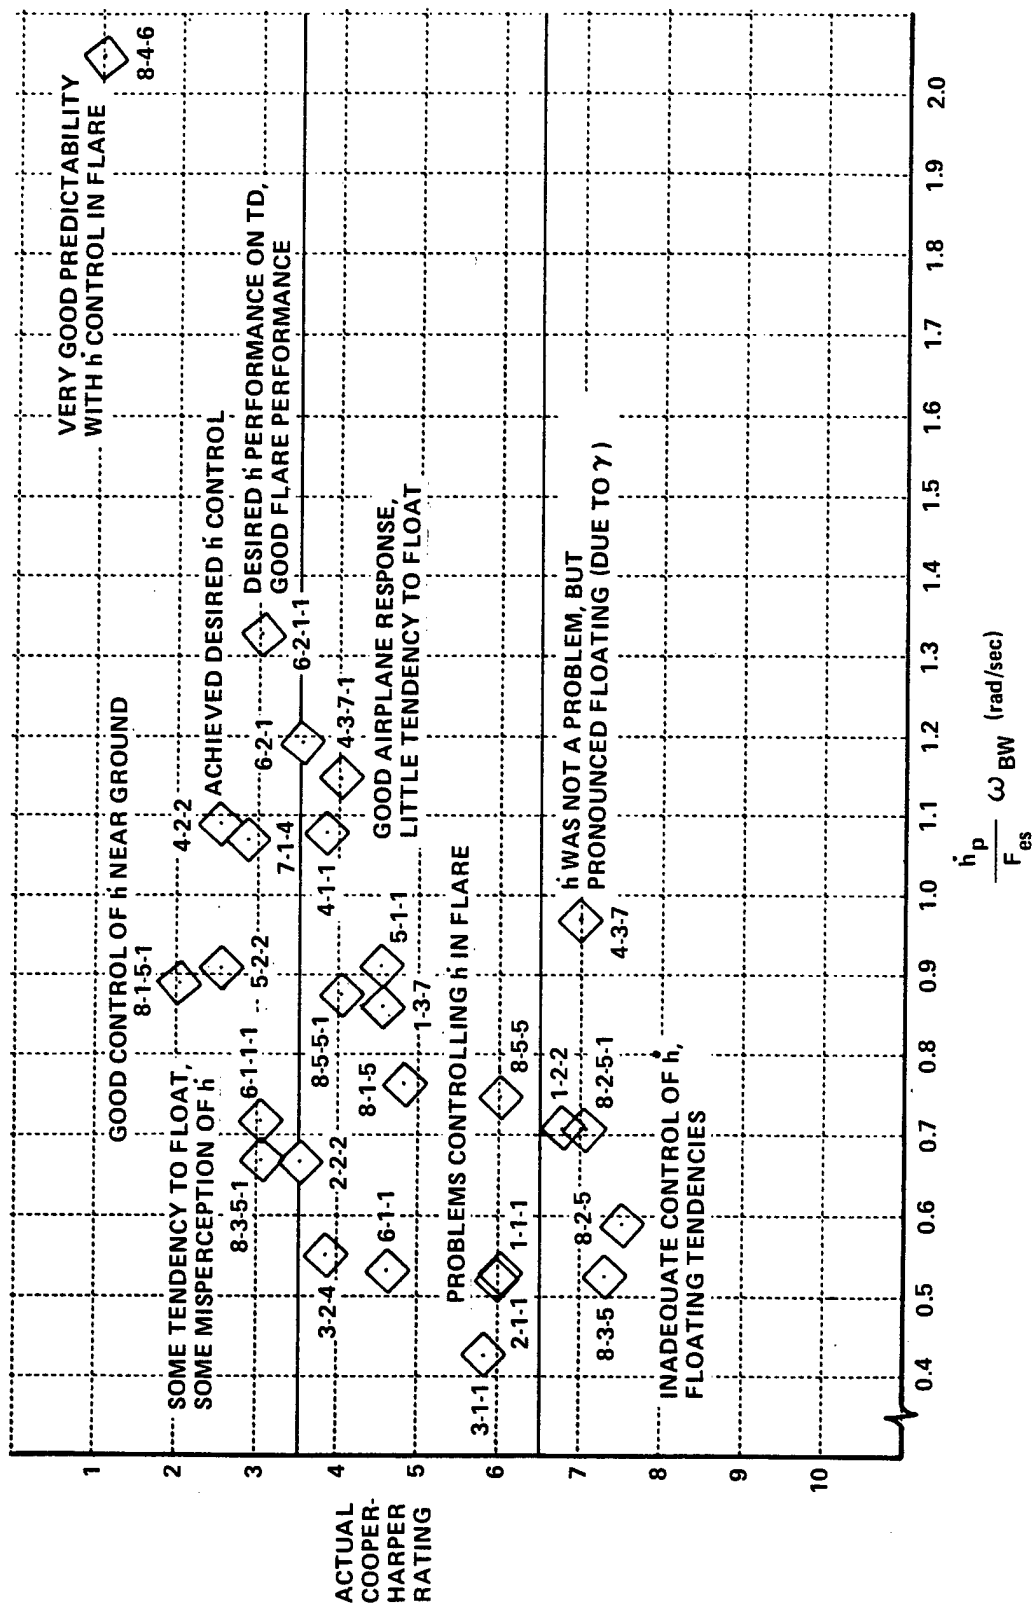 VERY GOOD PREDICTABILITY
WITH ḣ CONTROL IN FLARE
8-4-6
GOOD CONTROL OF ḣ NEAR GROUND
8-1-5-1
5-2-2
4-2-2
ACHIEVED DESIRED ḣ CONTROL
7-1-4
DESIRED ḣ PERFORMANCE ON TD,
GOOD FLARE PERFORMANCE
6-2-1
6-2-1-1
SOME TENDENCY TO FLOAT,
SOME MISPERCEPTION OF ḣ
6-1-1-1
8-3-5-1
2-2-2
4-1-1
4-3-7-1
GOOD AIRPLANE RESPONSE,
LITTLE TENDENCY TO FLOAT
3-2-4
6-1-1
8-5-5-1
8-1-5
5-1-1
1-3-7
PROBLEMS CONTROLLING ḣ IN FLARE
3-1-1
2-1-1
1-1-1
8-5-5
ḣ WAS NOT A PROBLEM, BUT
PRONOUNCED FLOATING (DUE TO γ)
4-3-7
1-2-2
8-2-5-1
8-2-5
8-3-5
INADEQUATE CONTROL OF ḣ,
FLOATING TENDENCIES
ACTUAL
COOPER-
HARPER
RATING
1
2
3
4
5
6
7
8
9
10
0.4 0.5 0.6 0.7 0.8 0.9 1.0 1.1 1.2 1.3 1.4 1.5 1.6 1.7 1.8 1.9 2.0
ḣp/Fes ωBW (rad/sec)